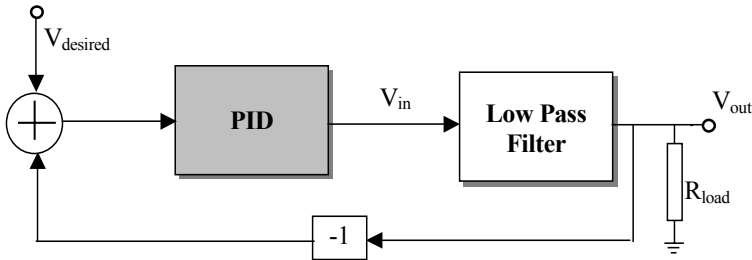 V_desired
PID
V_in
Low Pass
Filter
V_out
R_load
-1